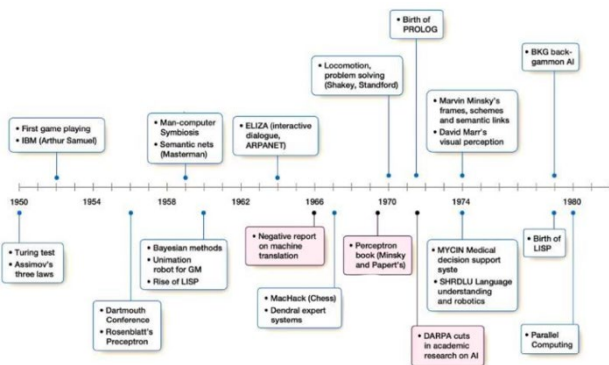 • Birth of
PROLOG
• BKG back-
gammon AI
• Locomotion,
problem solving
(Shakey, Standford)
• First game playing
• IBM (Arthur Samuel)
• Man-computer
Symbiosis
• Semantic nets
(Masterman)
• ELIZA (interactive
dialogue,
ARPANET)
• Marvin Minsky's
frames, schemes
and semantic links
• David Marr's
visual perception
1950 1954 1958 1962 1966 1970 1974 1980
• Turing test
• Assimov's
three laws
• Dartmouth
Conference
• Rosenblatt's
Preceptron
• Bayesian methods
• Unimation
robot for GM
• Rise of LISP
• Negative report
on machine
translation
• MacHack (Chess)
• Dendral expert
systems
• Perceptron
book (Minsky
and Papert's)
• DARPA cuts
in academic
research on AI
• MYCIN Medical
decision support
syste
• SHRDLU Language
understanding
and robotics
• Birth of
LISP
• Parallel
Computing